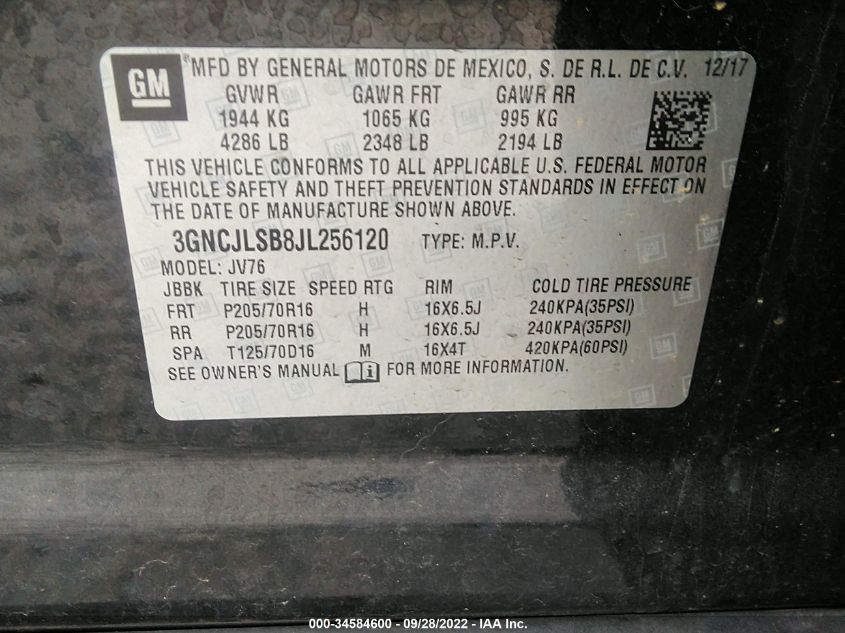 GM
MFD BY GENERAL MOTORS DE MEXICO, S. DE R.L. DE C.V. 12/17
GVWR GAWR FRT GAWR RR
1944 KG 1065 KG 995 KG
4286 LB 2348 LB 2194 LB
THIS VEHICLE CONFORMS TO ALL APPLICABLE U.S. FEDERAL MOTOR
VEHICLE SAFETY AND THEFT PREVENTION STANDARDS IN EFFECT ON
THE DATE OF MANUFACTURE SHOWN ABOVE.
3GNCJLSB8JL256120 TYPE: M.P.V.
MODEL: JV76
JBBK TIRE SIZE SPEED RTG RIM COLD TIRE PRESSURE
FRT P205/70R16 H 16X6.5J 240KPA(35PSI)
RR P205/70R16 H 16X6.5J 240KPA(35PSI)
SPA T125/70D16 M 16X4T 420KPA(60PSI)
SEE OWNER'S MANUAL i FOR MORE INFORMATION.
000-34584600 - 09/28/2022 - IAA Inc.